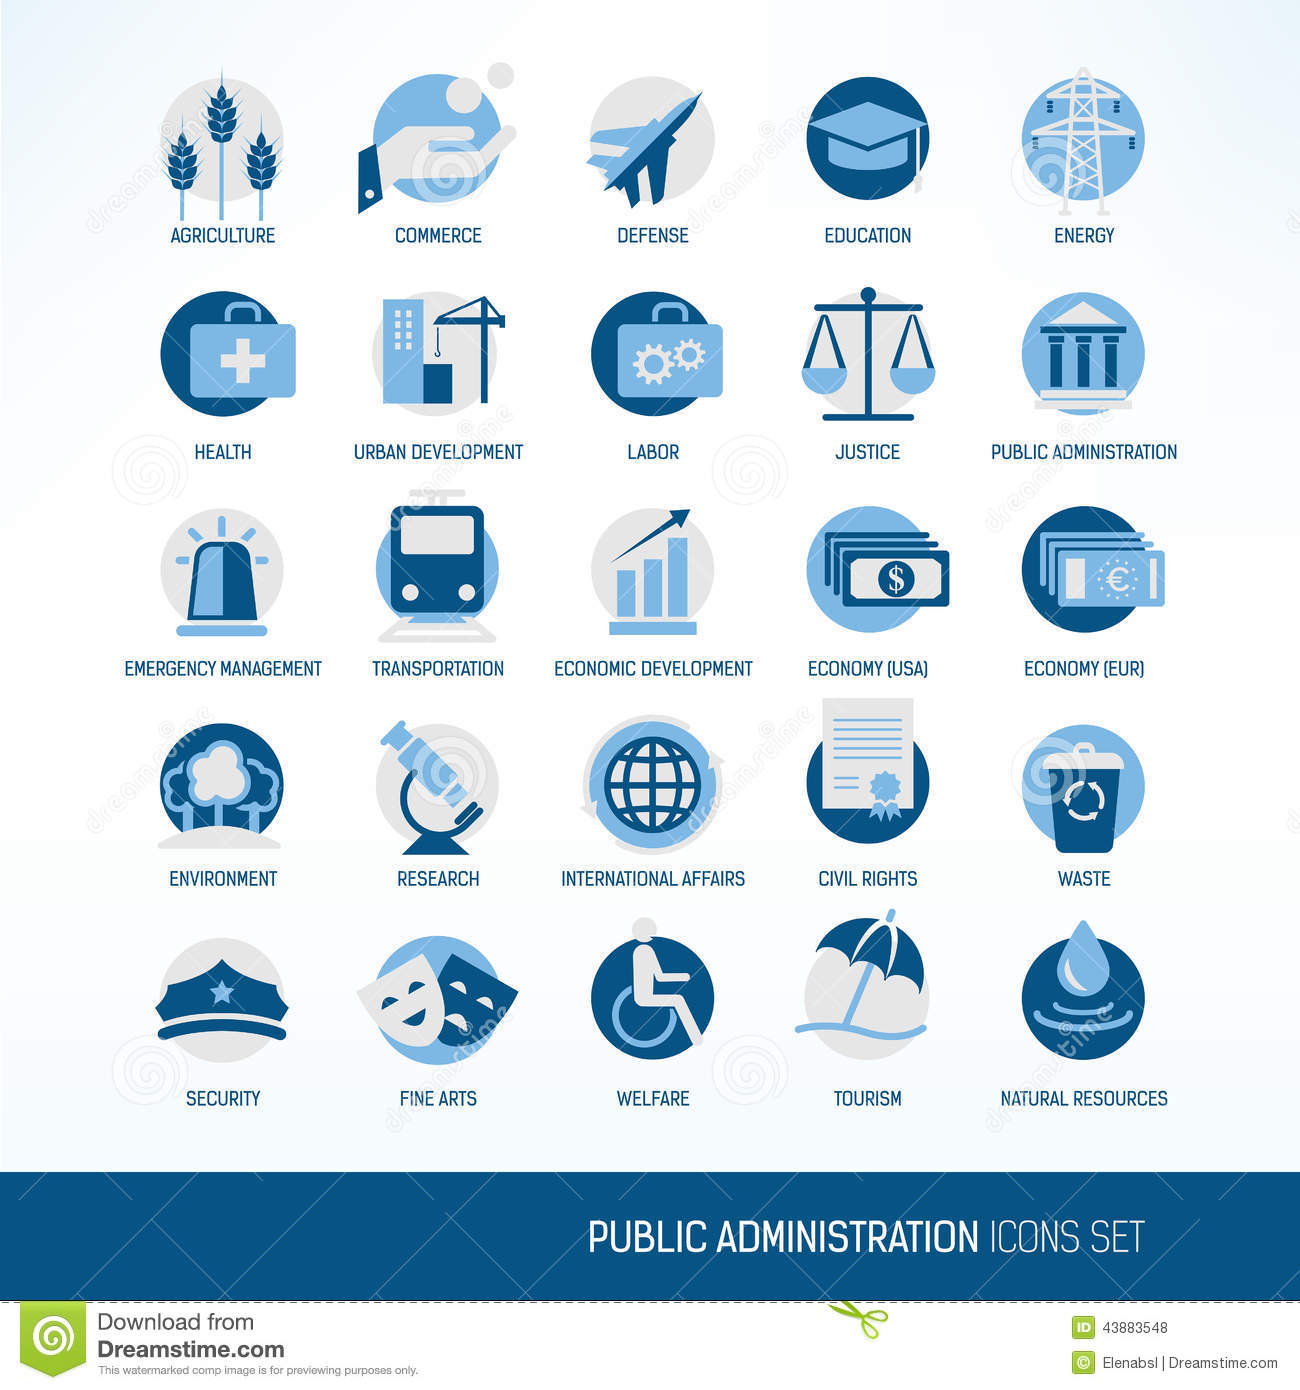 AGRICULTURE COMMERCE DEFENSE EDUCATION ENERGY
HEALTH URBAN DEVELOPMENT LABOR JUSTICE PUBLIC ADMINISTRATION
$ €
EMERGENCY MANAGEMENT TRANSPORTATION ECONOMIC DEVELOPMENT ECONOMY (USA) ECONOMY (EUR)
ENVIRONMENT RESEARCH INTERNATIONAL AFFAIRS CIVIL RIGHTS WASTE
SECURITY FINE ARTS WELFARE TOURISM NATURAL RESOURCES
PUBLIC ADMINISTRATION ICONS SET
Download from
Dreamstime.com
This watermarked comp image is for previewing purposes only.
ID 43883548
© Elenabsl | Dreamstime.com